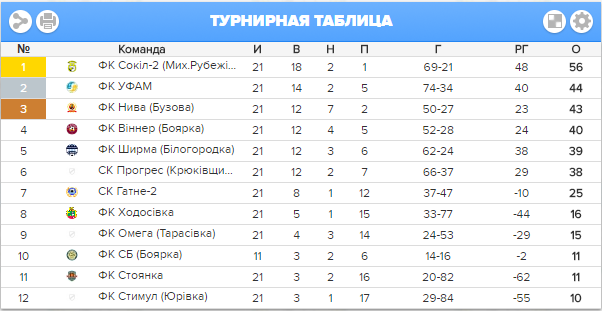 ТУРНИРНАЯ ТАБЛИЦА
№ Команда И В Н П Г РГ О
1 ФК Сокіл-2 (Мих.Рубежі... 21 18 2 1 69-21 48 56
2 ФК УФАМ 21 14 2 5 74-34 40 44
3 ФК Нива (Бузова) 21 12 7 2 50-27 23 43
4 ФК Віннер (Боярка) 21 12 4 5 52-28 24 40
5 ФК Ширма (Білогородка) 21 12 3 6 62-24 38 39
6 СК Прогрес (Крюківщи... 21 12 2 7 66-37 29 38
7 СК Гатне-2 21 8 1 12 37-47 -10 25
8 ФК Ходосівка 21 5 1 15 33-77 -44 16
9 ФК Омега (Тарасівка) 21 4 3 14 24-53 -29 15
10 ФК СБ (Боярка) 11 3 2 6 14-16 -2 11
11 ФК Стоянка 21 3 2 16 20-82 -62 11
12 ФК Стимул (Юрівка) 21 3 1 17 29-84 -55 10